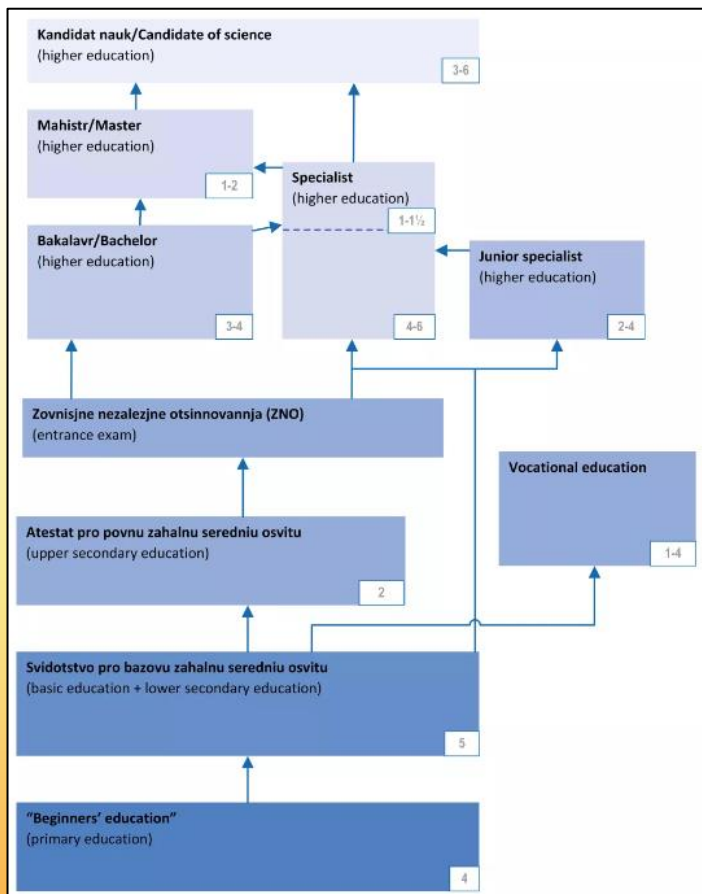 Kandidat nauk/Candidate of science
(higher education)
3-6
Mahistr/Master
(higher education)
1-2
Specialist
(higher education)
1-1½
4-6
Bakalavr/Bachelor
(higher education)
3-4
Junior specialist
(higher education)
2-4
Zovnisjne nezalezjne otsinnovannja (ZNO)
(entrance exam)
Vocational education
1-4
Atestat pro povnu zahalnu seredniu osvitu
(upper secondary education)
2
Svidotstvo pro bazovu zahalnu seredniu osvitu
(basic education + lower secondary education)
5
“Beginners’ education”
(primary education)
4